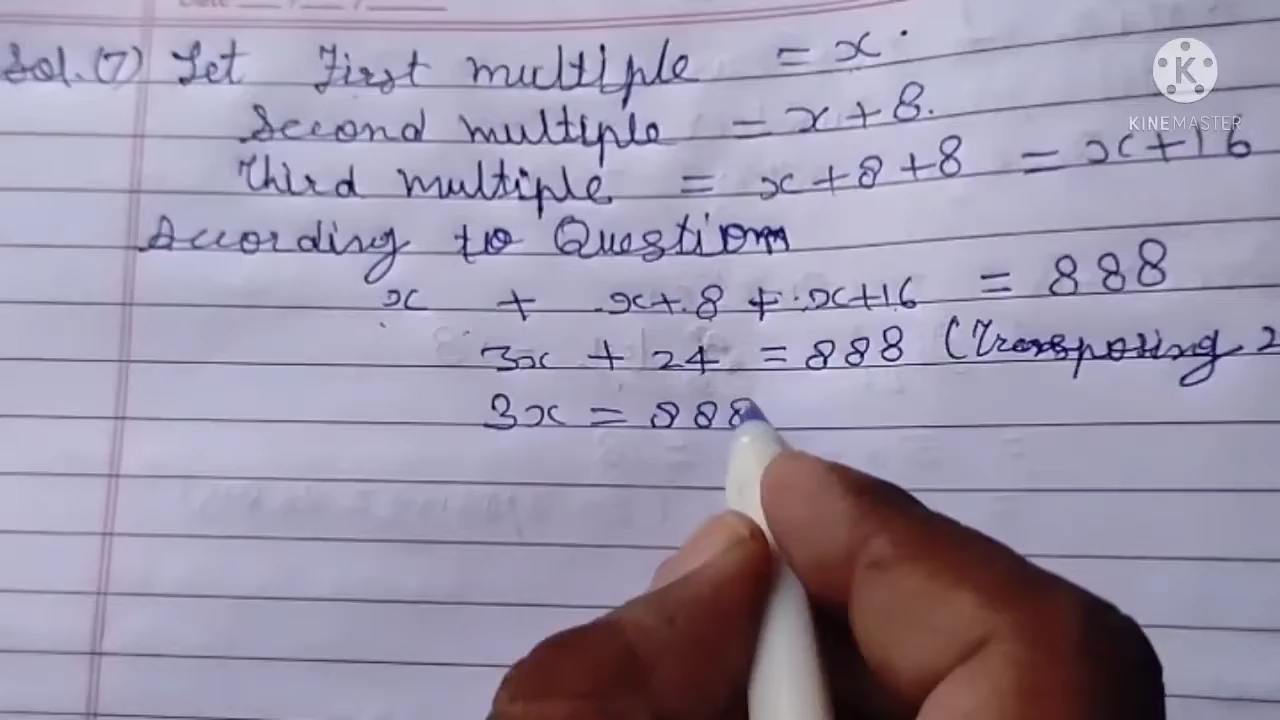 Date
Sol.(7) Let First multiple = x.
Second multiple = x+8.
Third multiple = x+8+8 = x+16
According to Question
x + x+8 + x+16 = 888
3x + 24 = 888 (Transposing 2
3x = 888
K
KINEMASTER